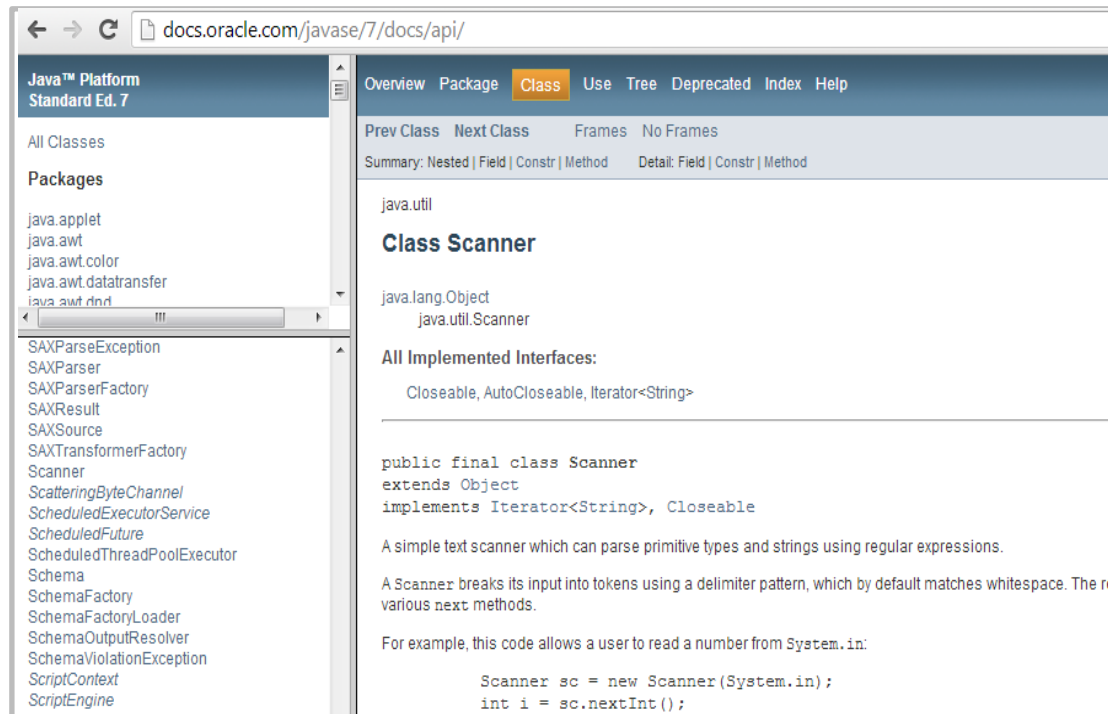 docs.oracle.com/javase/7/docs/api/
Java™ Platform
Standard Ed. 7
All Classes
Packages
java.applet
java.awt
java.awt.color
java.awt.datatransfer
java.awt.dnd
SAXParseException
SAXParser
SAXParserFactory
SAXResult
SAXSource
SAXTransformerFactory
Scanner
ScatteringByteChannel
ScheduledExecutorService
ScheduledFuture
ScheduledThreadPoolExecutor
Schema
SchemaFactory
SchemaFactoryLoader
SchemaOutputResolver
SchemaViolationException
ScriptContext
ScriptEngine
Overview Package Class Use Tree Deprecated Index Help
Prev Class Next Class Frames No Frames
Summary: Nested | Field | Constr | Method Detail: Field | Constr | Method
java.util
Class Scanner
java.lang.Object
java.util.Scanner
All Implemented Interfaces:
Closeable, AutoCloseable, Iterator<String>
public final class Scanner
extends Object
implements Iterator<String>, Closeable
A simple text scanner which can parse primitive types and strings using regular expressions.
A Scanner breaks its input into tokens using a delimiter pattern, which by default matches whitespace. The
various next methods.
For example, this code allows a user to read a number from System.in:
Scanner sc = new Scanner(System.in);
int i = sc.nextInt();